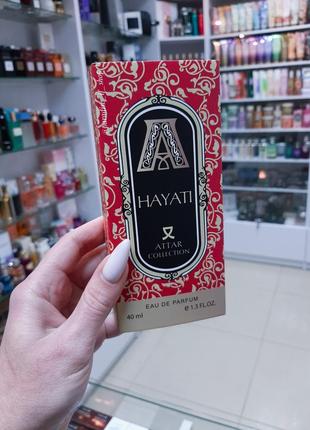 A
HAYATI
ATTAR
COLLECTION
EAU DE PARFUM
40 ml e 1.3 FL.OZ.